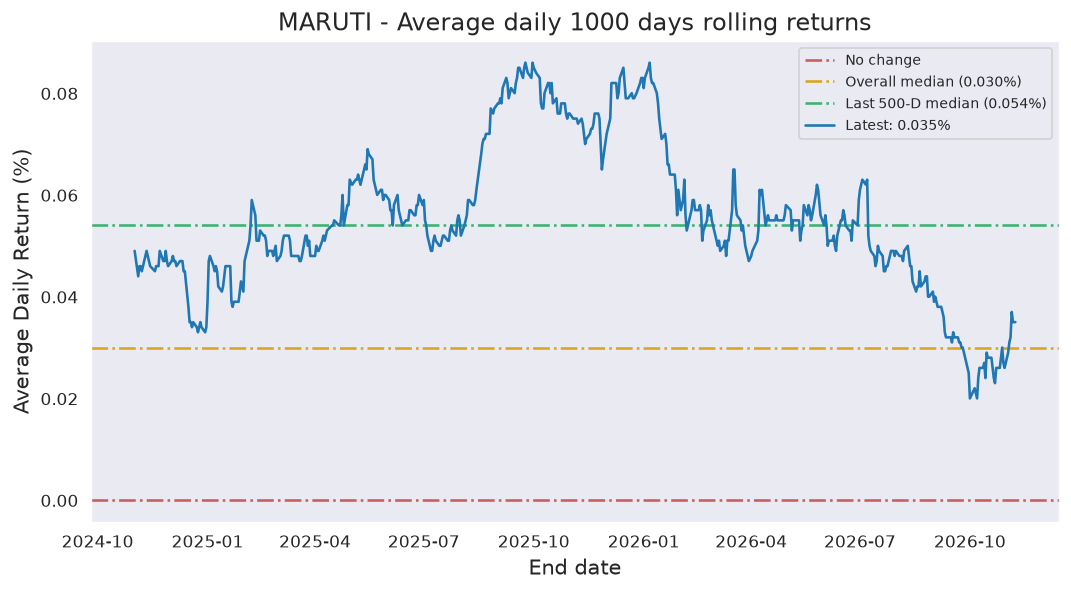 MARUTI - Average daily 1000 days rolling returns
No change
Overall median (0.030%)
Last 500-D median (0.054%)
Latest: 0.035%
Average Daily Return (%)
0.08
0.06
0.04
0.02
0.00
2024-10 2025-01 2025-04 2025-07 2025-10 2026-01 2026-04 2026-07 2026-10
End date